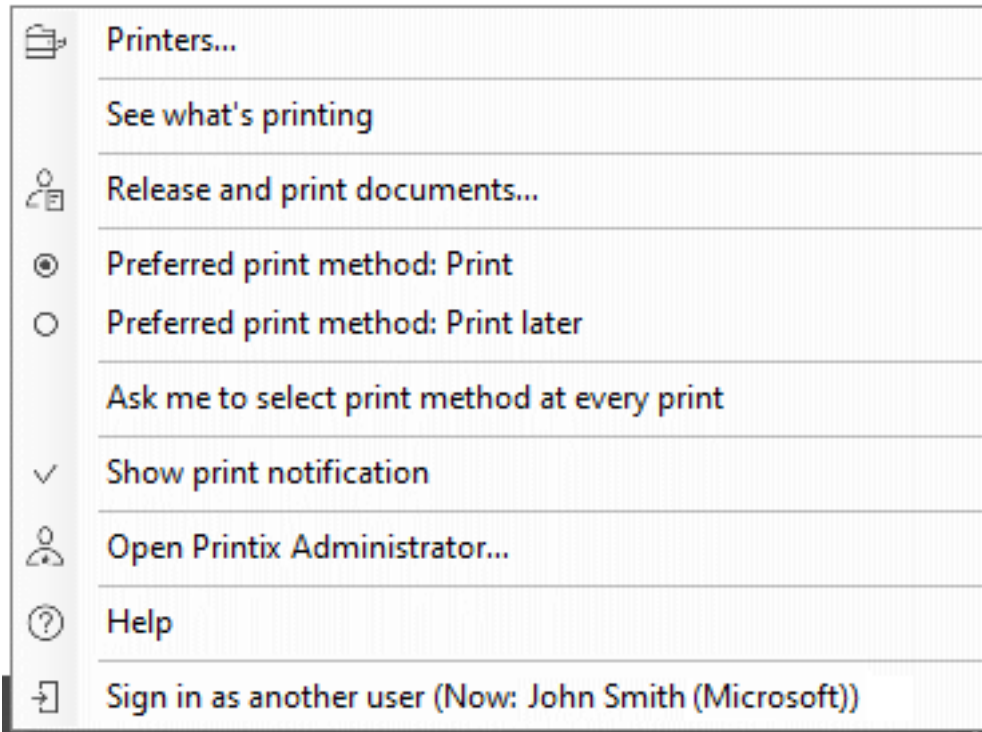 Printers...
See what's printing
Release and print documents...
Preferred print method: Print
Preferred print method: Print later
Ask me to select print method at every print
Show print notification
Open Printix Administrator...
Help
Sign in as another user (Now: John Smith (Microsoft))